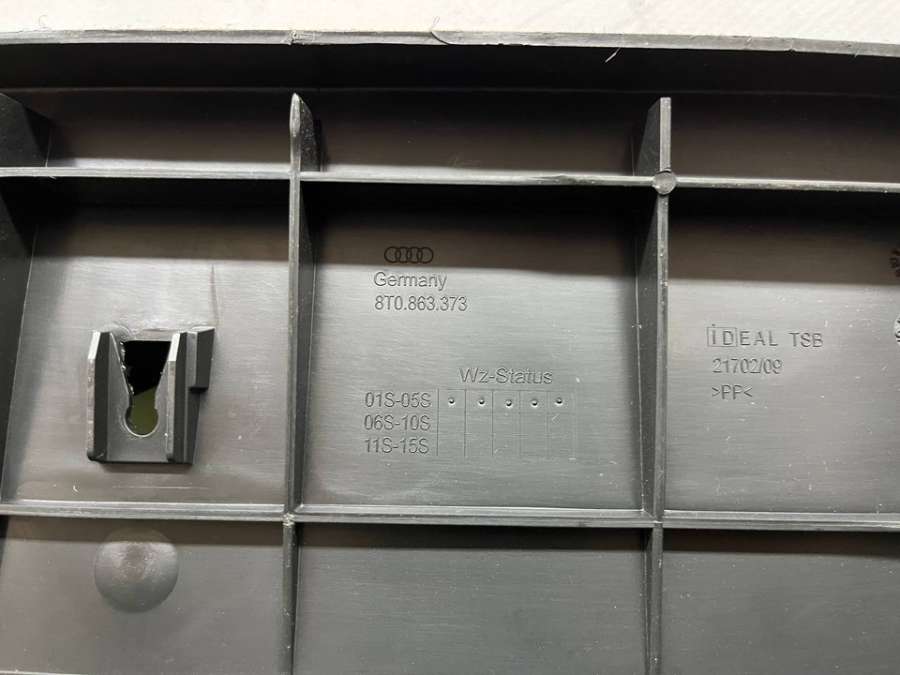 Germany
8T0.863.373
Wz-Status
01S-05S
06S-10S
11S-15S
iDEAL TSB
21702/09
>PP<